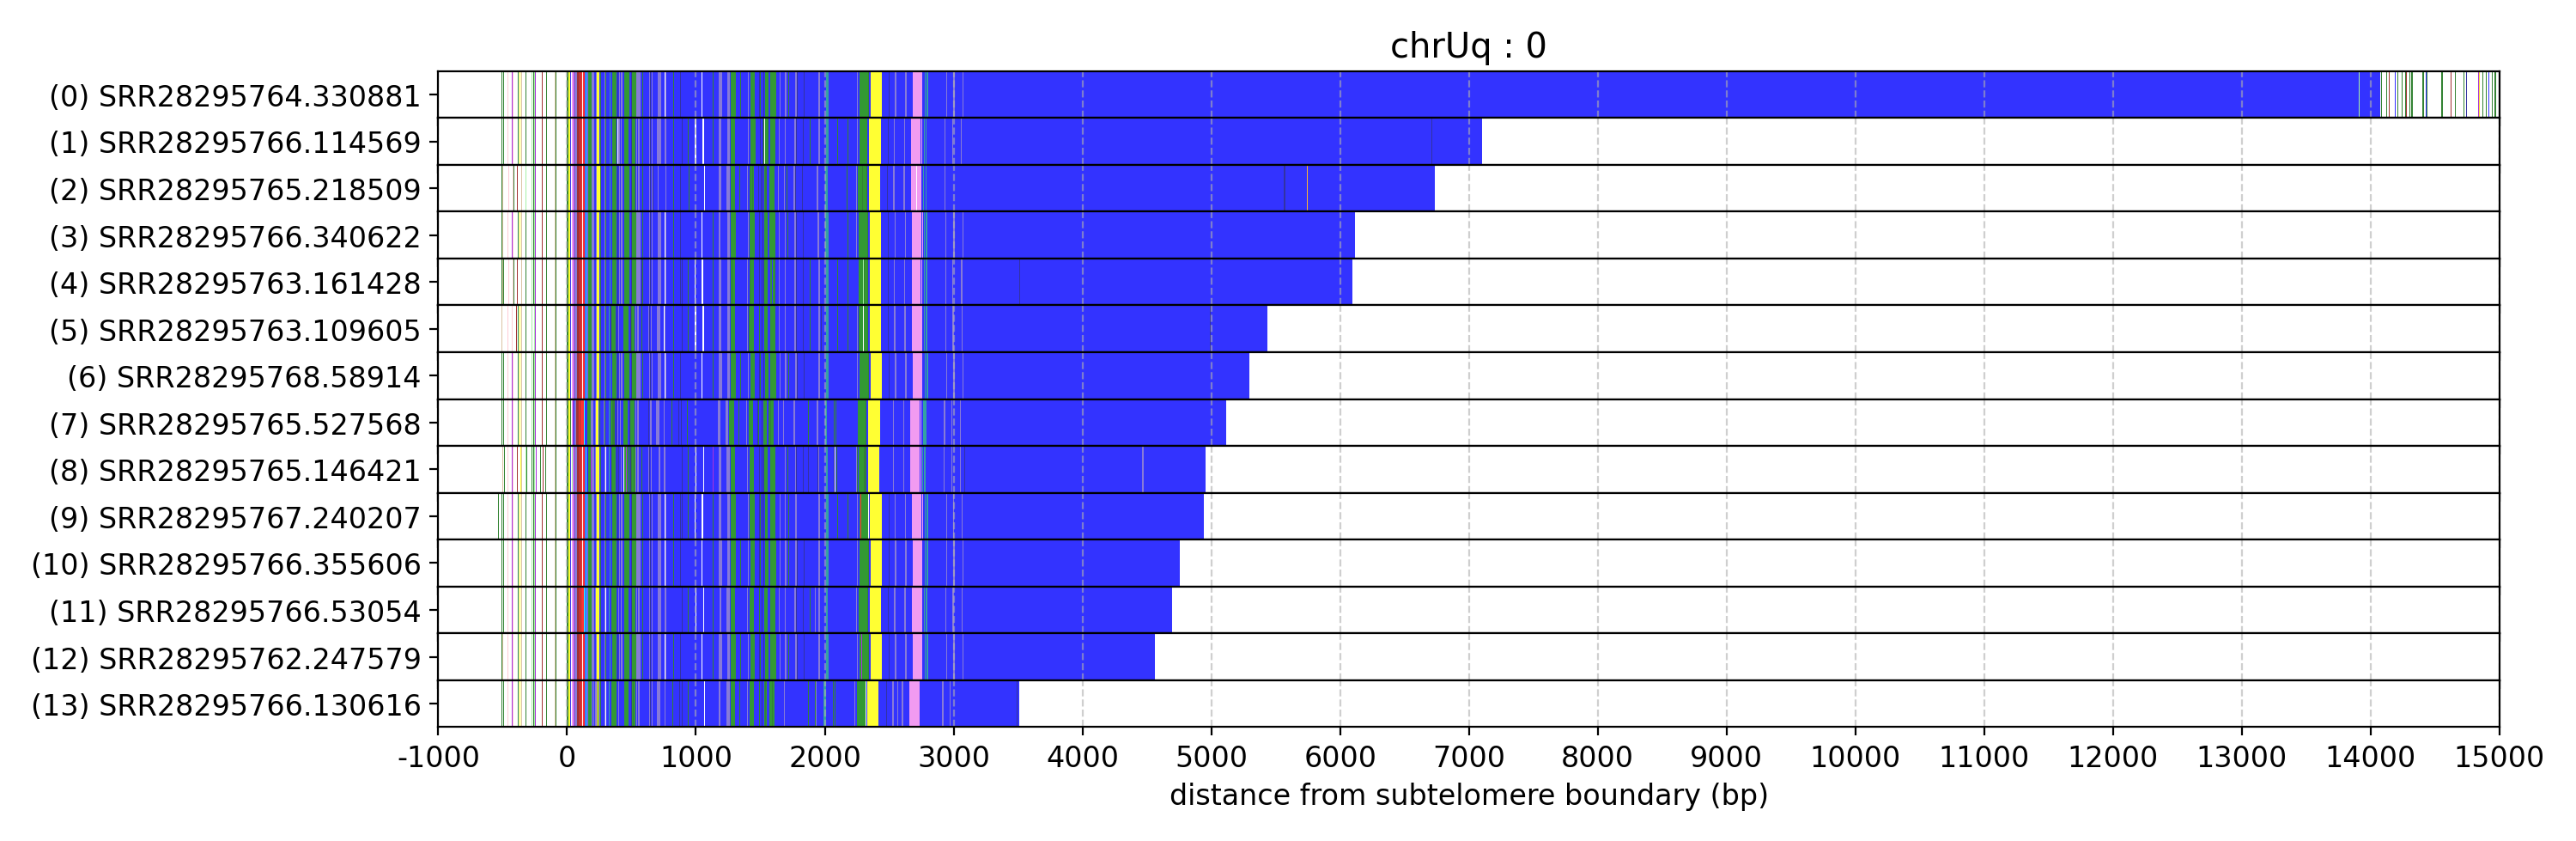 chrUq : 0
(0) SRR28295764.330881
(1) SRR28295766.114569
(2) SRR28295765.218509
(3) SRR28295766.340622
(4) SRR28295763.161428
(5) SRR28295763.109605
(6) SRR28295768.58914
(7) SRR28295765.527568
(8) SRR28295765.146421
(9) SRR28295767.240207
(10) SRR28295766.355606
(11) SRR28295766.53054
(12) SRR28295762.247579
(13) SRR28295766.130616
-1000 0 1000 2000 3000 4000 5000 6000 7000 8000 9000 10000 11000 12000 13000 14000 15000
distance from subtelomere boundary (bp)